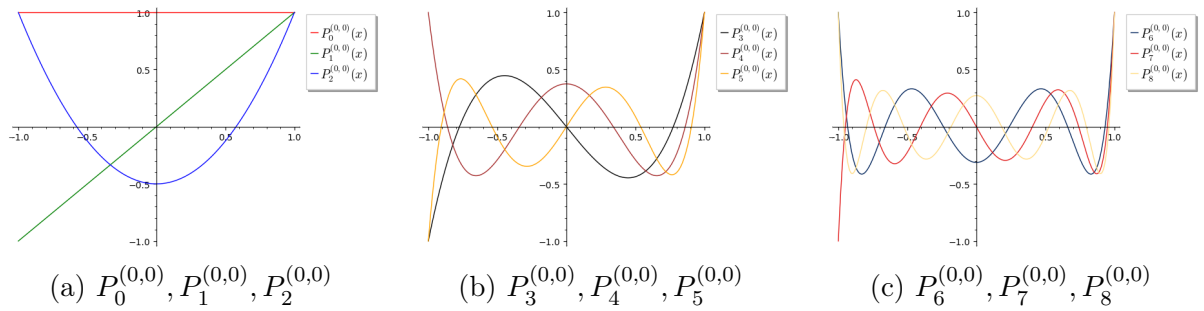 1.0
0.5
−0.5
−1.0
−1.0 −0.5 0.5 1.0
P_0^{(0, 0)}(x)
P_1^{(0, 0)}(x)
P_2^{(0, 0)}(x)
1.0
0.5
−0.5
−1.0
−1.0 −0.5 0.5 1.0
P_3^{(0, 0)}(x)
P_4^{(0, 0)}(x)
P_5^{(0, 0)}(x)
1.0
0.5
−0.5
−1.0
−1.0 −0.5 0.5 1.0
P_6^{(0, 0)}(x)
P_7^{(0, 0)}(x)
P_8^{(0, 0)}(x)
(a) P_0^{(0,0)}, P_1^{(0,0)}, P_2^{(0,0)}
(b) P_3^{(0,0)}, P_4^{(0,0)}, P_5^{(0,0)}
(c) P_6^{(0,0)}, P_7^{(0,0)}, P_8^{(0,0)}